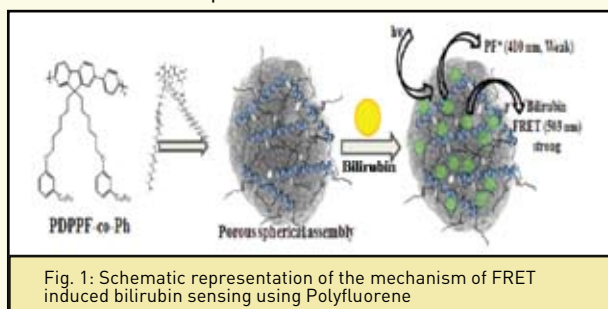 hν
PF* (410 nm, Weak)
Bilirubin
FRET (503 nm)
strong
Bilirubin
PDPPF-co-Ph
Porous spherical assembly
Fig. 1: Schematic representation of the mechanism of FRET
induced bilirubin sensing using Polyfluorene